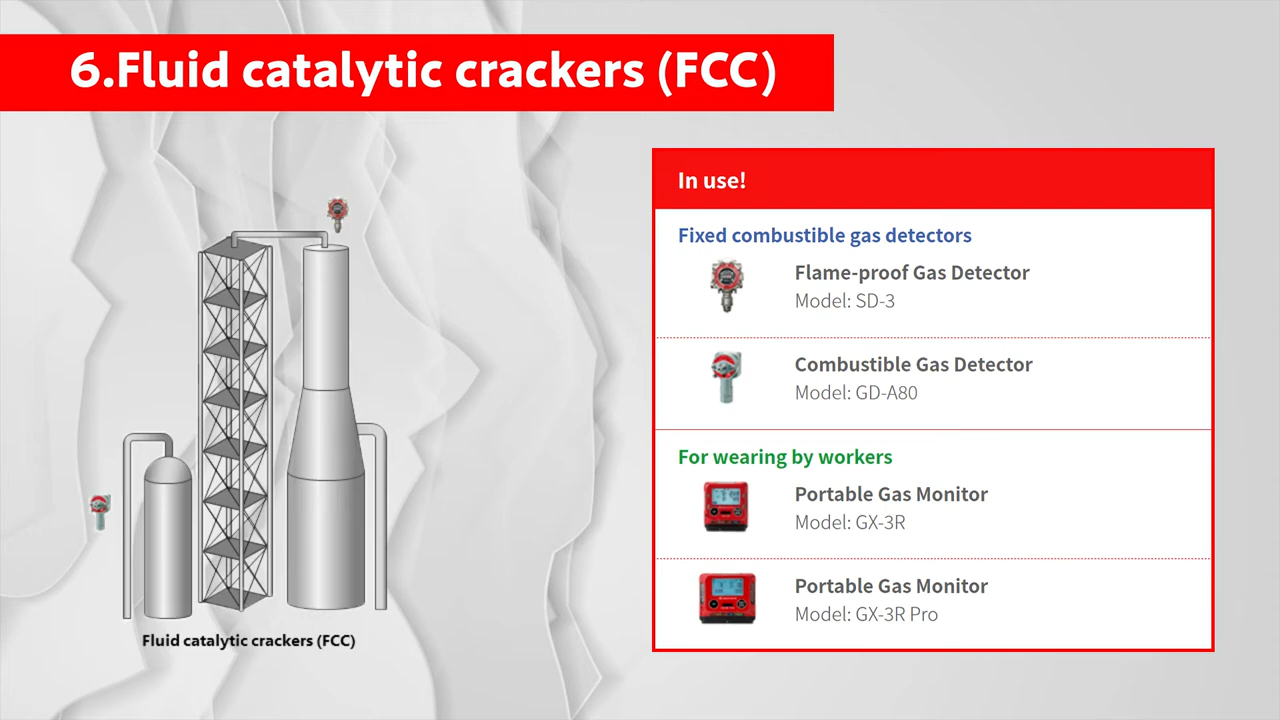 6.Fluid catalytic crackers (FCC)
In use!
Fixed combustible gas detectors
Flame-proof Gas Detector
Model: SD-3
Combustible Gas Detector
Model: GD-A80
For wearing by workers
Portable Gas Monitor
Model: GX-3R
Portable Gas Monitor
Model: GX-3R Pro
Fluid catalytic crackers (FCC)